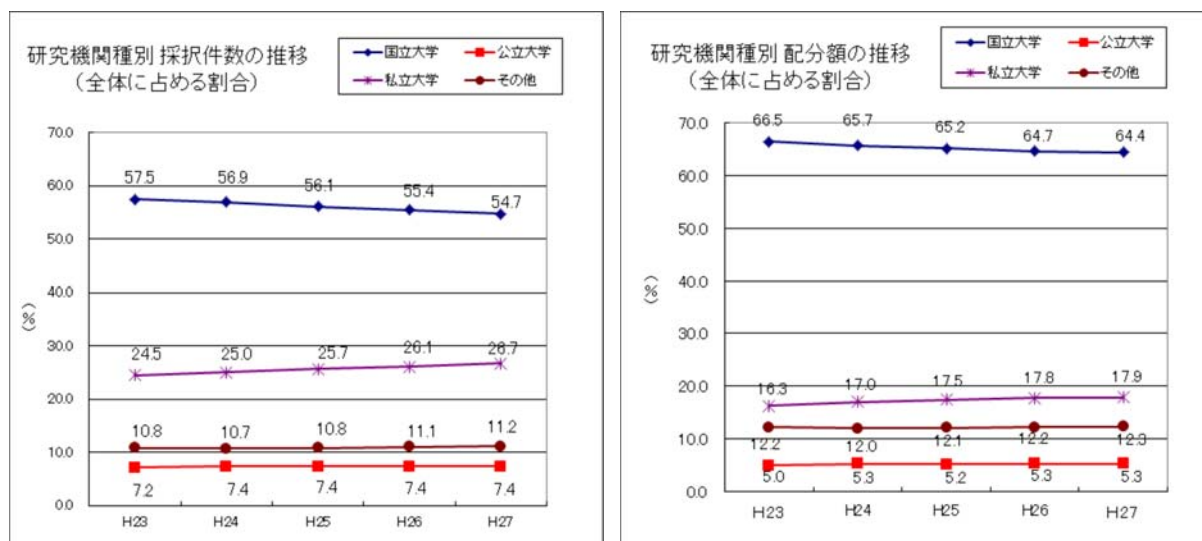 研究機関種別 採択件数の推移
(全体に占める割合)
国立大学 公立大学
私立大学 その他
(%)
70.0
60.0
50.0
40.0
30.0
20.0
10.0
0.0
57.5 56.9 56.1 55.4 54.7
24.5 25.0 25.7 26.1 26.7
10.8 10.7 10.8 11.1 11.2
7.2 7.4 7.4 7.4 7.4
H23 H24 H25 H26 H27
研究機関種別 配分額の推移
(全体に占める割合)
国立大学 公立大学
私立大学 その他
(%)
70.0
60.0
50.0
40.0
30.0
20.0
10.0
0.0
66.5 65.7 65.2 64.7 64.4
16.3 17.0 17.5 17.8 17.9
12.2 12.0 12.1 12.2 12.3
5.0 5.3 5.2 5.3 5.3
H23 H24 H25 H26 H27